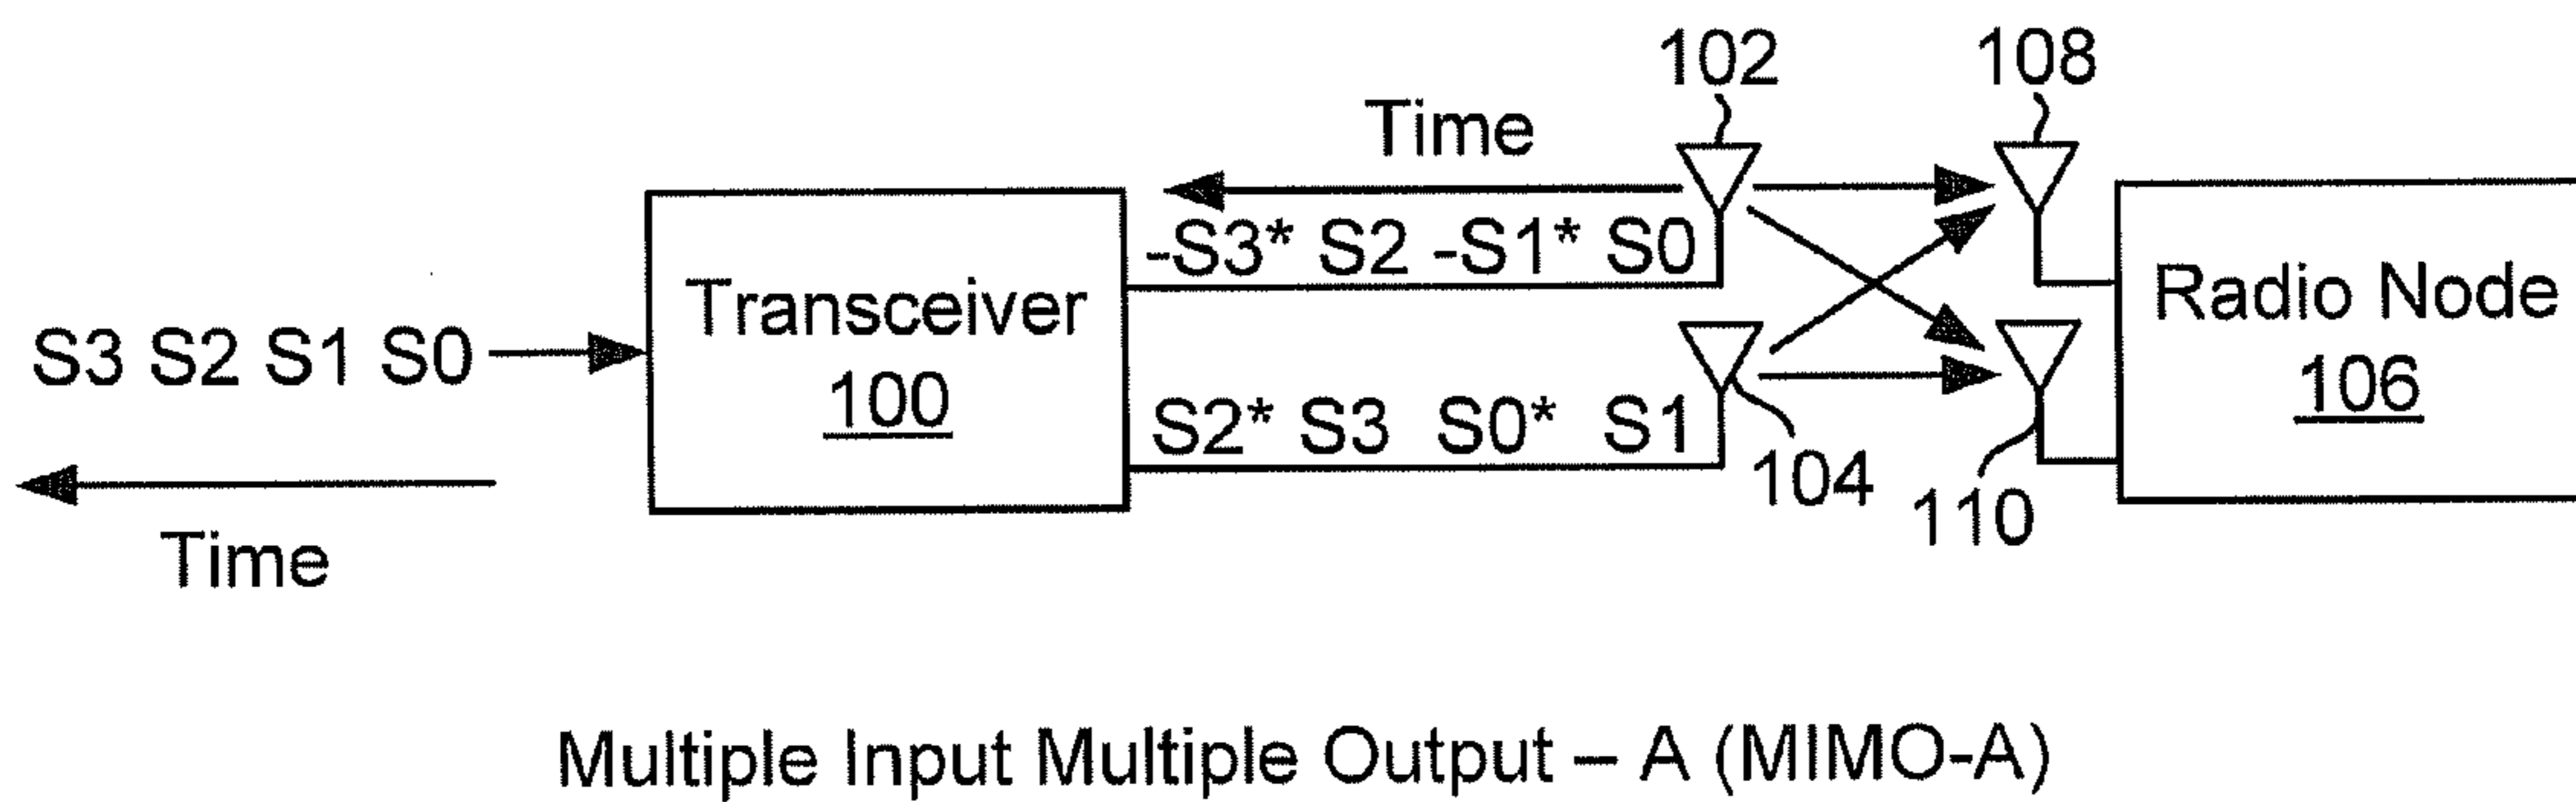 102
108
Time
-S3* S2 -S1* S0
Transceiver
100
Radio Node
106
S3 S2 S1 S0
S2* S3 S0* S1
104
110
Time
Multiple Input Multiple Output – A (MIMO-A)